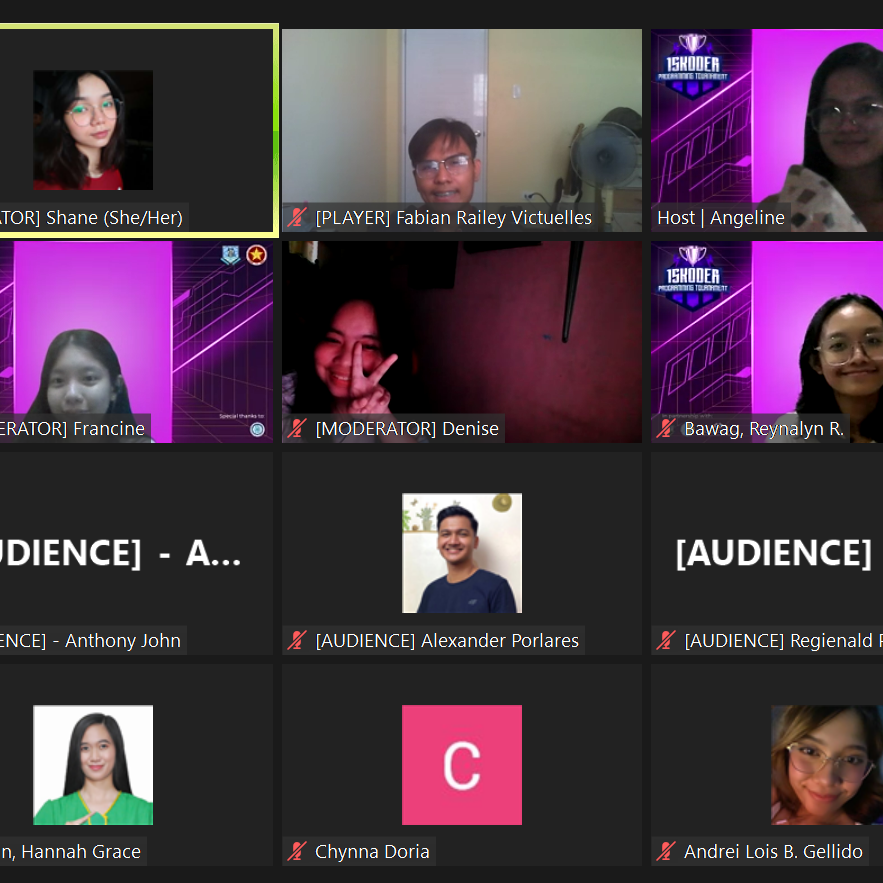 ATOR] Shane (She/Her)
[PLAYER] Fabian Railey Victuelles
1SKODER
PROGRAMMING TOURNAMENT
Host | Angeline
Special thanks to:
ERATOR] Francine
[MODERATOR] Denise
1SKODER
PROGRAMMING TOURNAMENT
Bawag, Reynalyn R.
UDIENCE] - A...
ENCE] - Anthony John
[AUDIENCE] Alexander Porlares
[AUDIENCE]
[AUDIENCE] Regienald
n, Hannah Grace
C
Chynna Doria
Andrei Lois B. Gellido